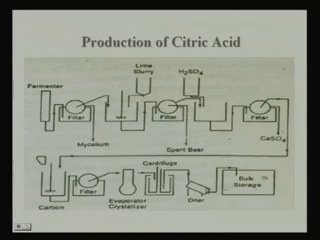 Production of Citric Acid
Lime
Slurry
H₂SO₄
Fermenter
Filter
Filter
Filter
Mycelium
Spent Beer
CaSO₄
Centrifuge
Filter
Carbon
Evaporator
Crystallizer
Drier
Bulk
Storage